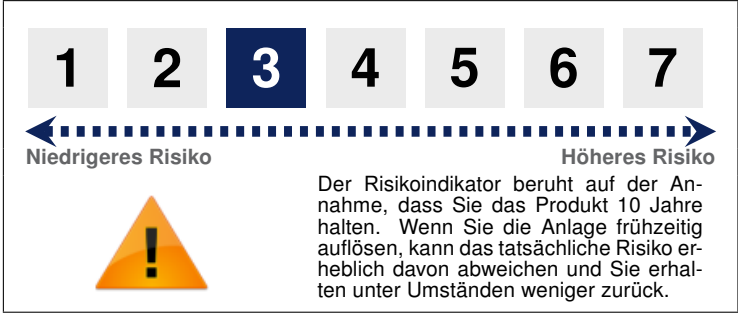 1 2 3 4 5 6 7
Niedrigeres Risiko Höheres Risiko
Der Risikoindikator beruht auf der An-
nahme, dass Sie das Produkt 10 Jahre
halten. Wenn Sie die Anlage frühzeitig
auflösen, kann das tatsächliche Risiko er-
heblich davon abweichen und Sie erhal-
ten unter Umständen weniger zurück.